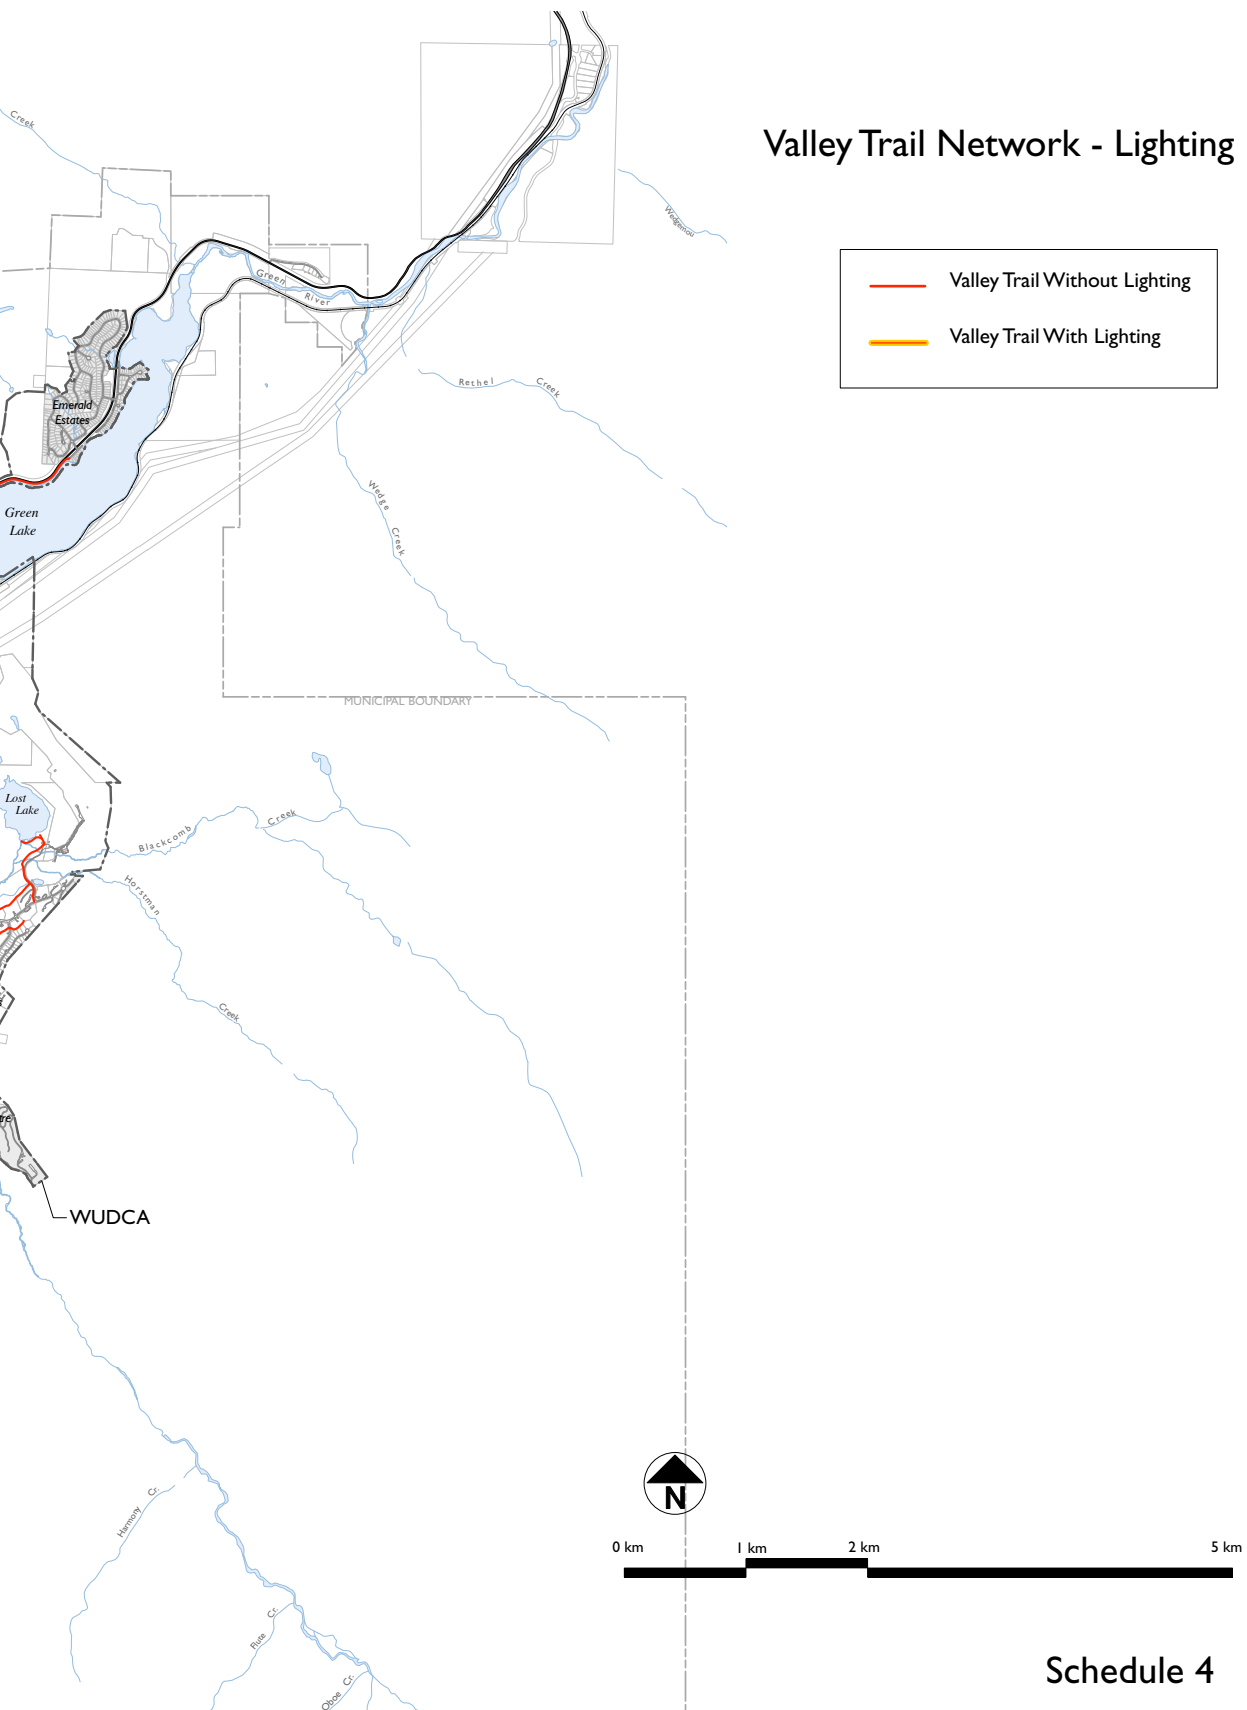 Valley Trail Network - Lighting
Valley Trail Without Lighting
Valley Trail With Lighting
Creek
Wedgemou
Green River
Rethel Creek
Emerald
Estates
Green
Lake
Wedge Creek
MUNICIPAL BOUNDARY
Lost
Lake
Blackcomb Creek
Horstman Creek
tre
WUDCA
Harmony Cr.
Flute Cr.
Oboe Cr.
N
0 km 1 km 2 km 5 km
Schedule 4